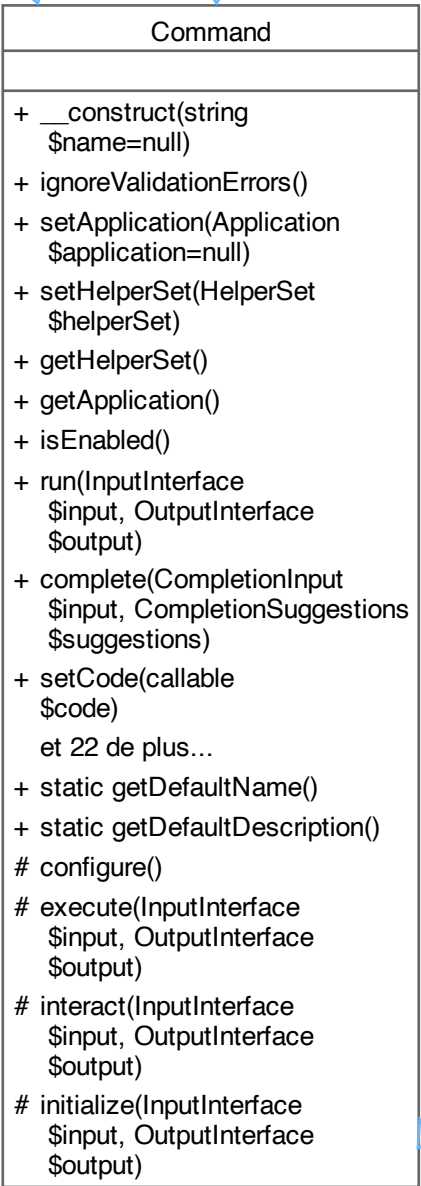 Command
+ __construct(string
$name=null)
+ ignoreValidationErrors()
+ setApplication(Application
$application=null)
+ setHelperSet(HelperSet
$helperSet)
+ getHelperSet()
+ getApplication()
+ isEnabled()
+ run(InputInterface
$input, OutputInterface
$output)
+ complete(CompletionInput
$input, CompletionSuggestions
$suggestions)
+ setCode(callable
$code)
et 22 de plus...
+ static getDefaultName()
+ static getDefaultDescription()
# configure()
# execute(InputInterface
$input, OutputInterface
$output)
# interact(InputInterface
$input, OutputInterface
$output)
# initialize(InputInterface
$input, OutputInterface
$output)